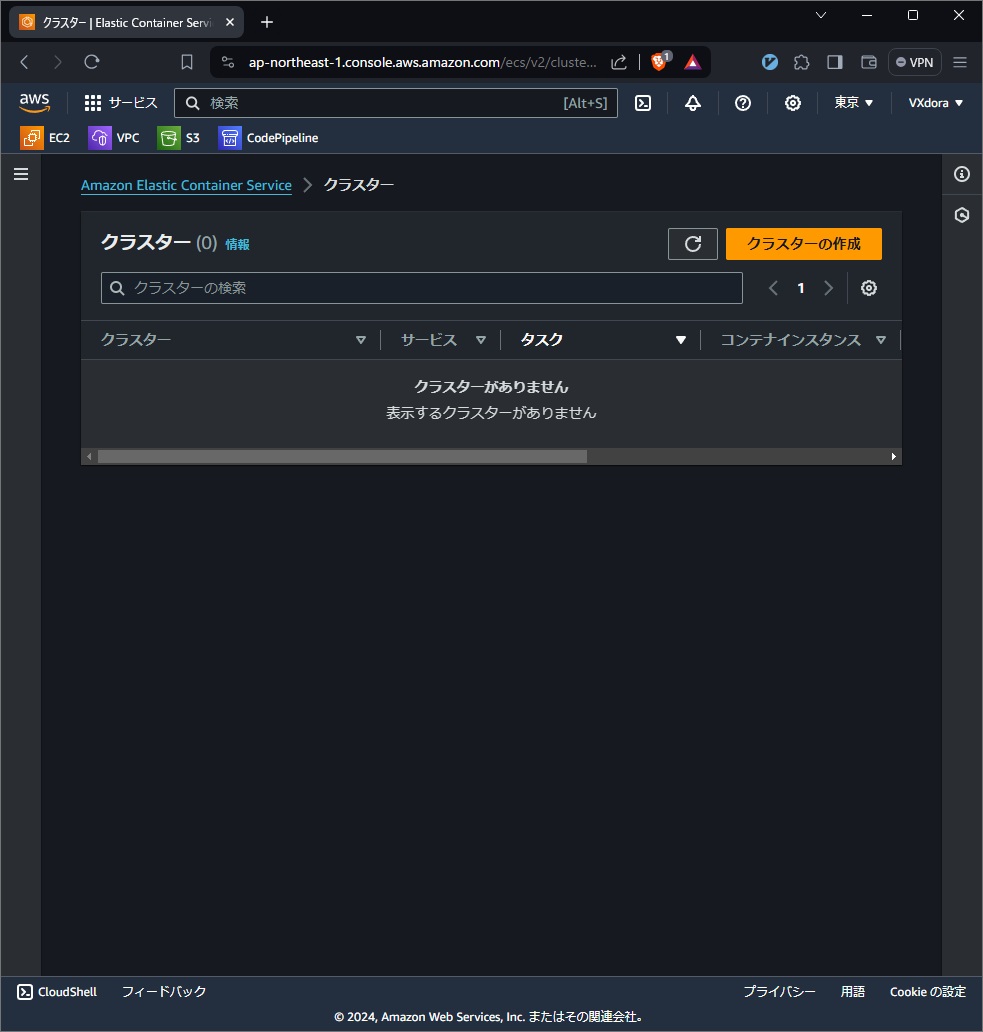 クラスター | Elastic Container Servi
ap-northeast-1.console.aws.amazon.com/ecs/v2/cluste... 1 VPN
aws サービス 検索 [Alt+S] 東京 VXdora
EC2 VPC S3 CodePipeline
Amazon Elastic Container Service クラスター
クラスター (0) 情報 クラスターの作成
クラスターの検索 1
クラスター サービス タスク コンテナインスタンス
クラスターがありません
表示するクラスターがありません
CloudShell フィードバック プライバシー 用語 Cookie の設定
© 2024, Amazon Web Services, Inc. またはその関連会社。